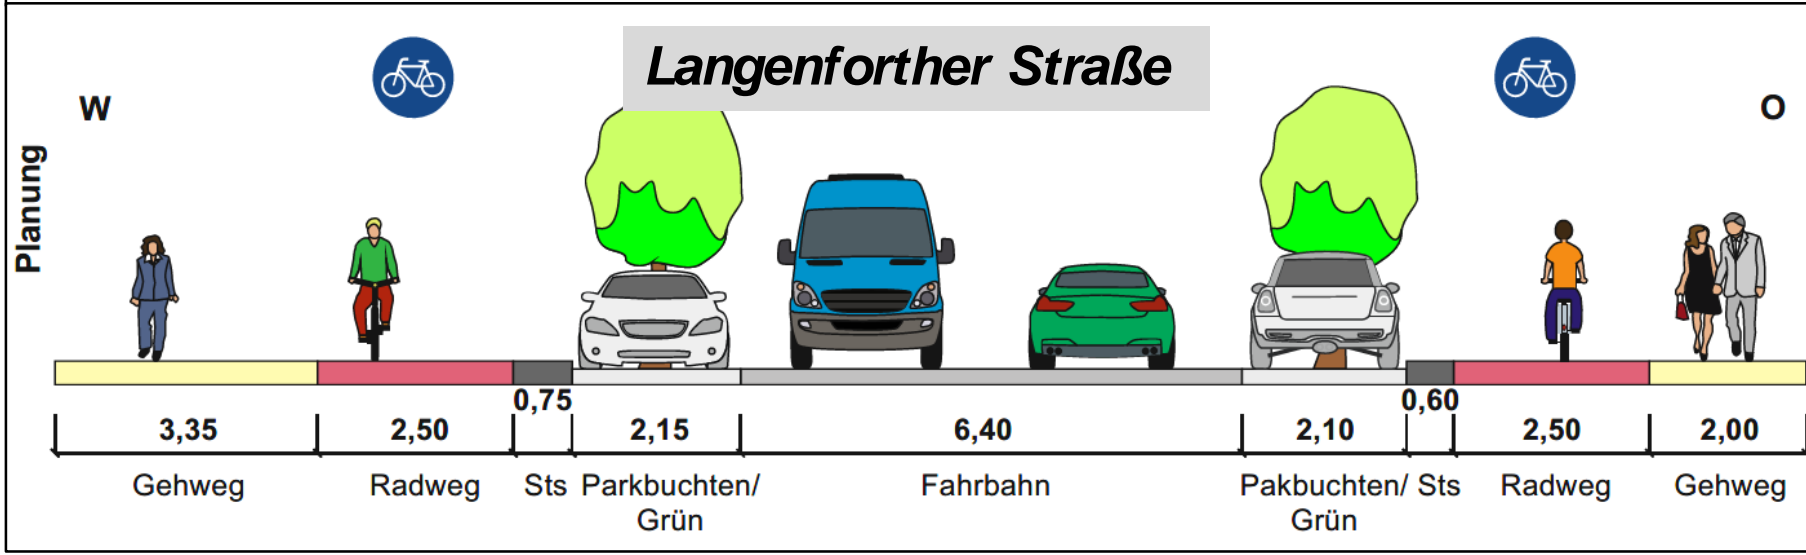 Langenforther Straße
W
O
Planung
0,75
0,60
3,35
2,50
2,15
6,40
2,10
2,50
2,00
Gehweg
Radweg
Sts
Parkbuchten/
Grün
Fahrbahn
Pakbuchten/
Grün
Sts
Radweg
Gehweg